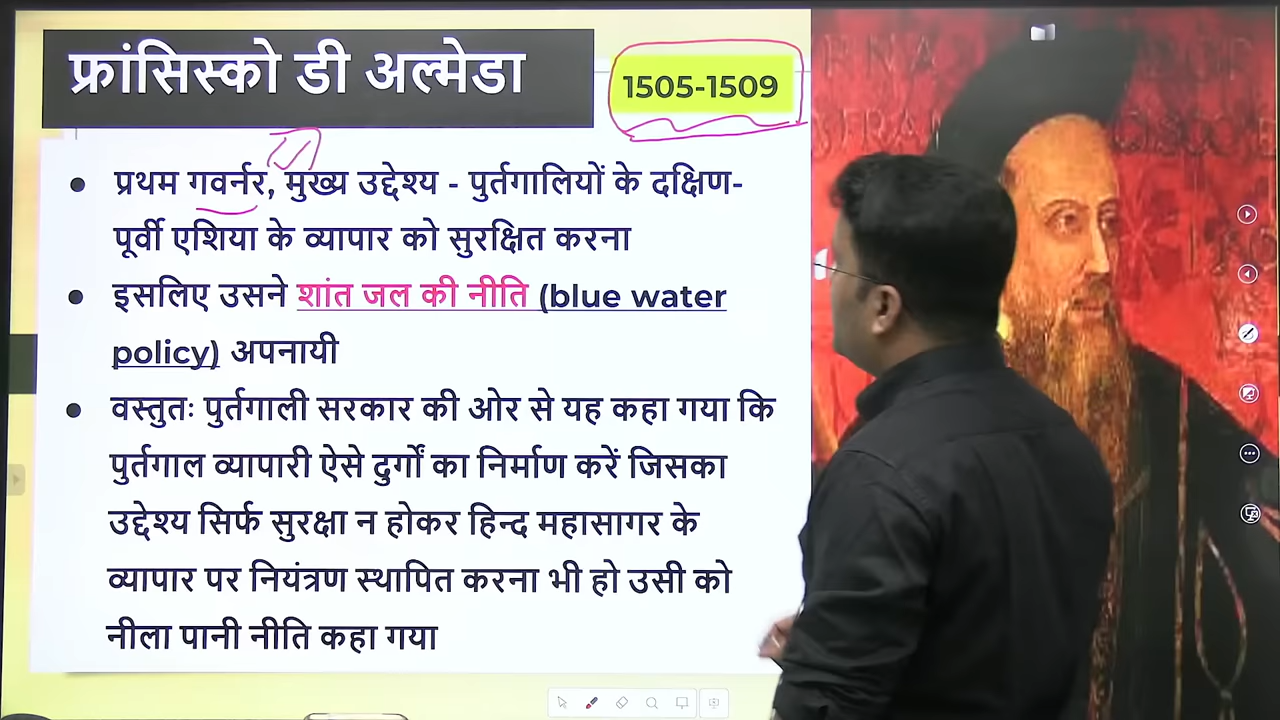 फ्रांसिस्को डी अल्मेडा
1505-1509
प्रथम गवर्नर, मुख्य उद्देश्य - पुर्तगालियों के दक्षिण-
पूर्वी एशिया के व्यापार को सुरक्षित करना
इसलिए उसने शांत जल की नीति (blue water
policy) अपनायी
वस्तुतः पुर्तगाली सरकार की ओर से यह कहा गया कि
पुर्तगाल व्यापारी ऐसे दुर्गों का निर्माण करें जिसका
उद्देश्य सिर्फ सुरक्षा न होकर हिन्द महासागर के
व्यापार पर नियंत्रण स्थापित करना भी हो उसी को
नीला पानी नीति कहा गया